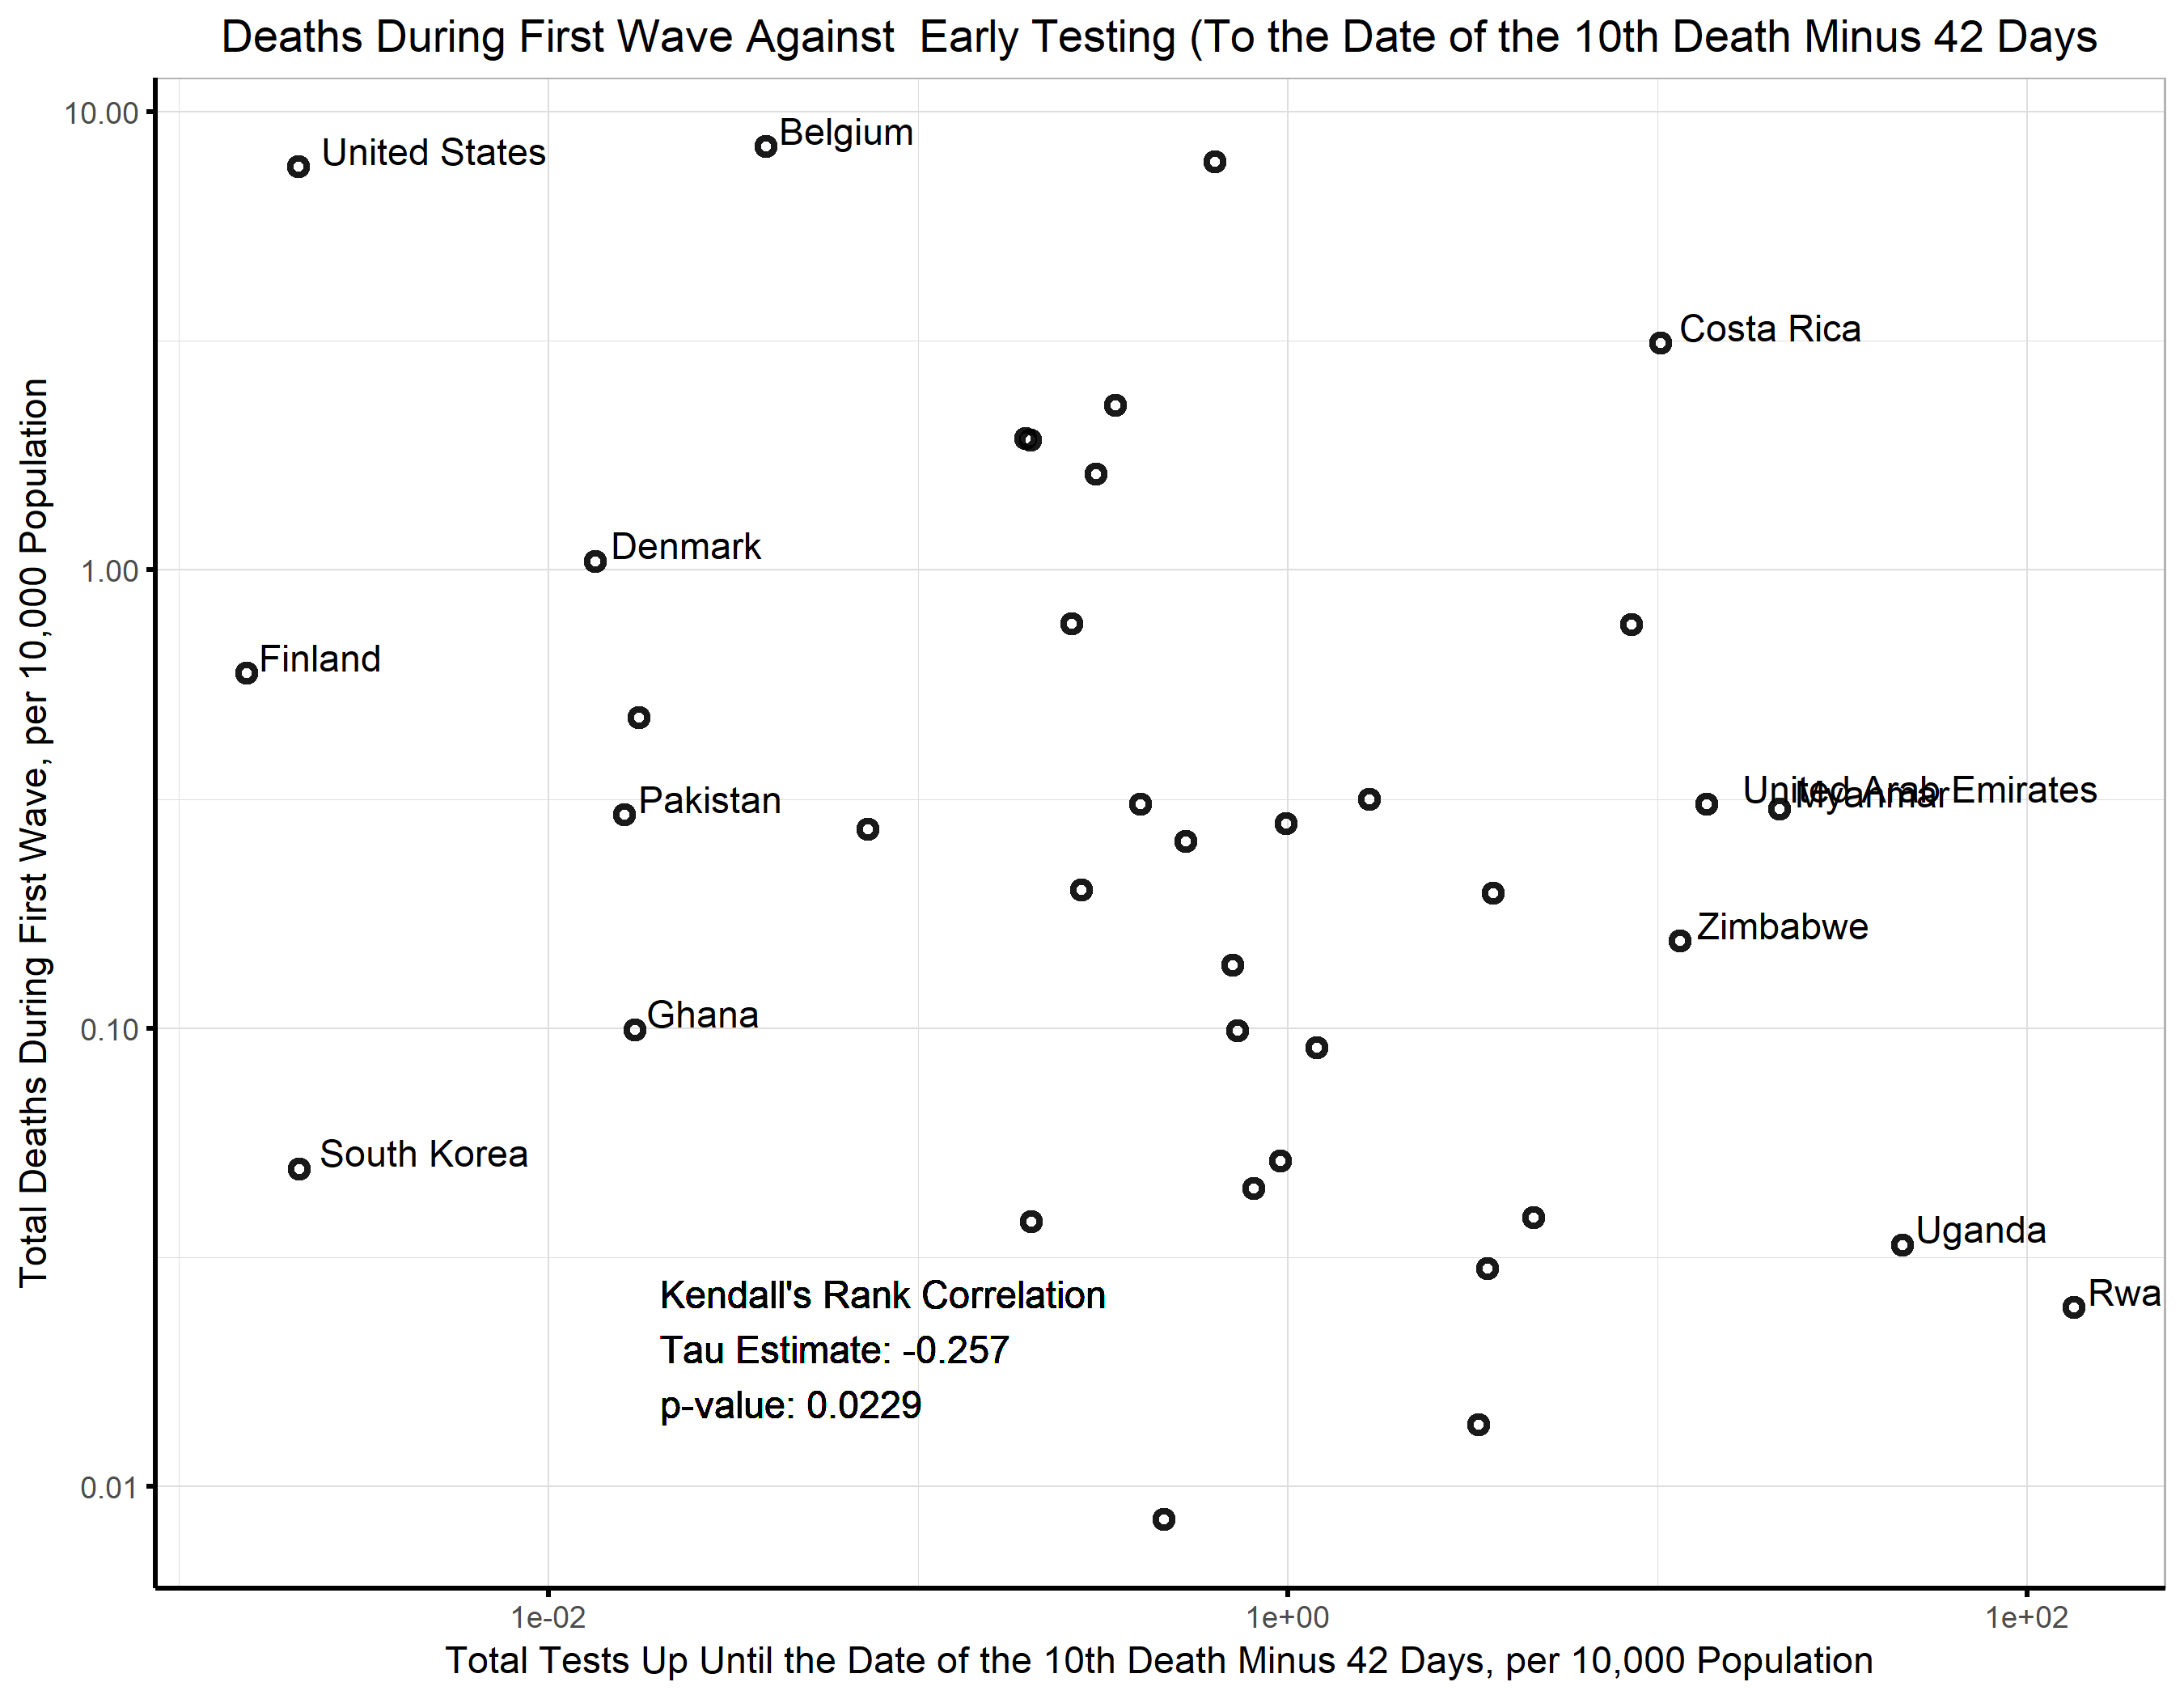 Deaths During First Wave Against  Early Testing (To the Date of the 10th Death Minus 42 Days
Total Deaths During First Wave, per 10,000 Population
10.00
1.00
0.10
0.01
United States
Belgium
Costa Rica
Denmark
Finland
Pakistan
United Arab Emirates
Myanmar
Zimbabwe
Ghana
South Korea
Uganda
Rwa
Kendall's Rank Correlation
Tau Estimate: -0.257
p-value: 0.0229
1e-02
1e+00
1e+02
Total Tests Up Until the Date of the 10th Death Minus 42 Days, per 10,000 Population